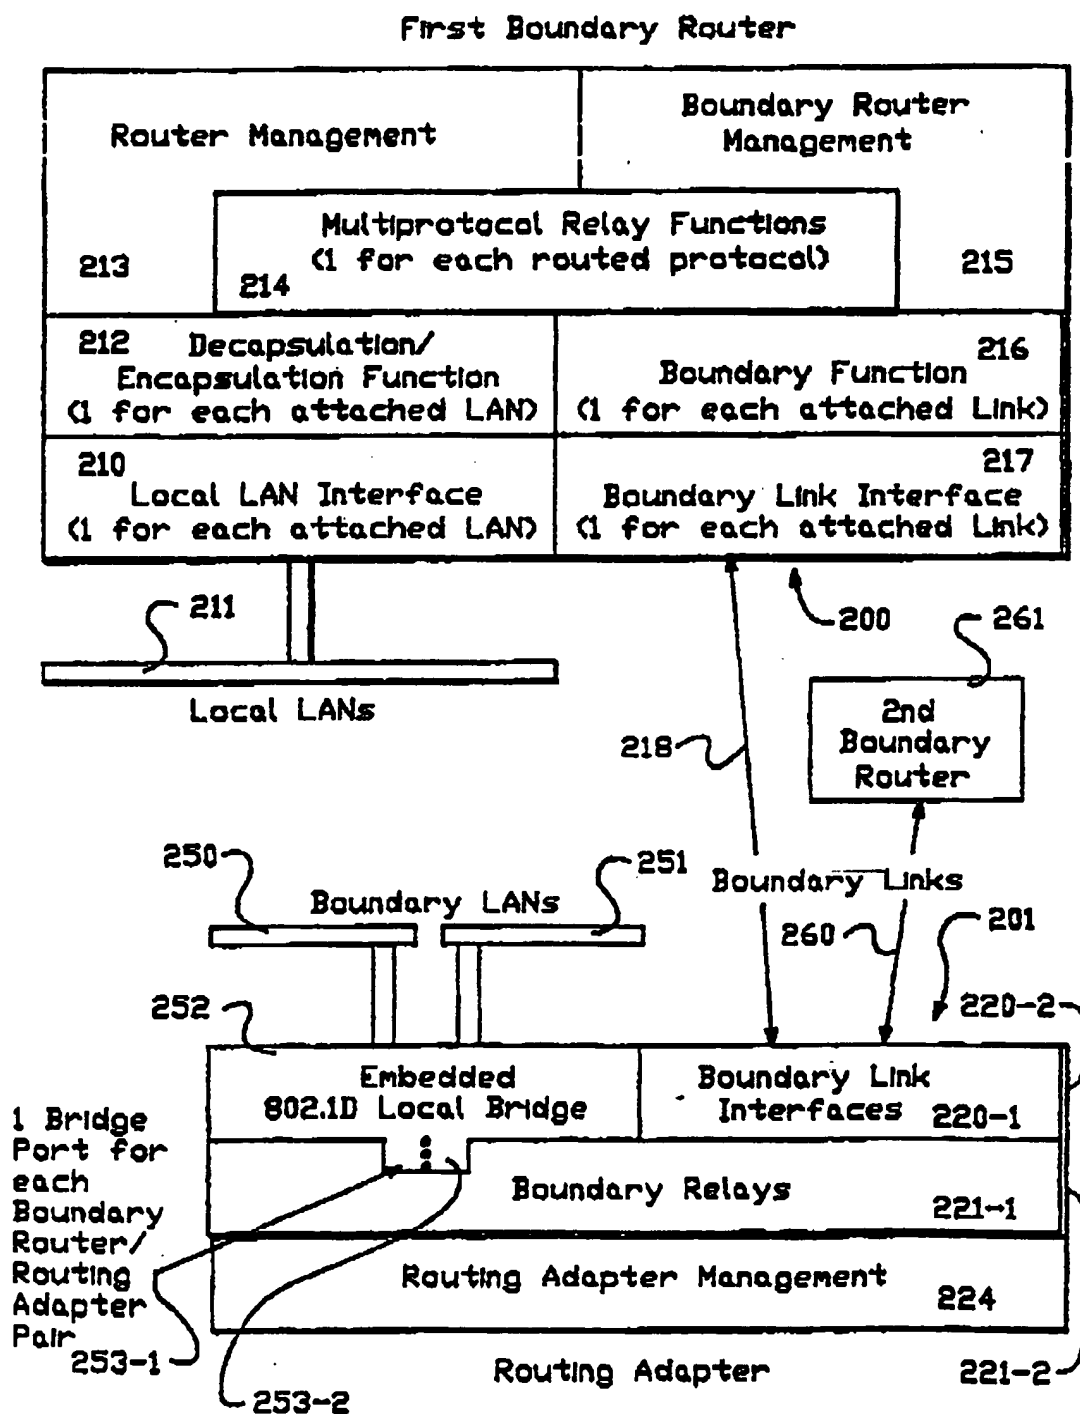 First Boundary Router
Router Management
Boundary Router
Management
Multiprotocol Relay Functions
(1 for each routed protocol)
213
214
215
212 Decapsulation/
Encapsulation Function
(1 for each attached LAN)
216
Boundary Function
(1 for each attached Link)
210
Local LAN Interface
(1 for each attached LAN)
217
Boundary Link Interface
(1 for each attached Link)
211
200
261
Local LANs
218
2nd
Boundary
Router
250
251
Boundary LANs
Boundary Links
260
201
252
220-2
Embedded
802.1D Local Bridge
Boundary Link
Interfaces 220-1
1 Bridge
Port for
each
Boundary
Router/
Routing
Adapter
Pair
Boundary Relays
221-1
Routing Adapter Management
224
253-1
253-2
Routing Adapter
221-2